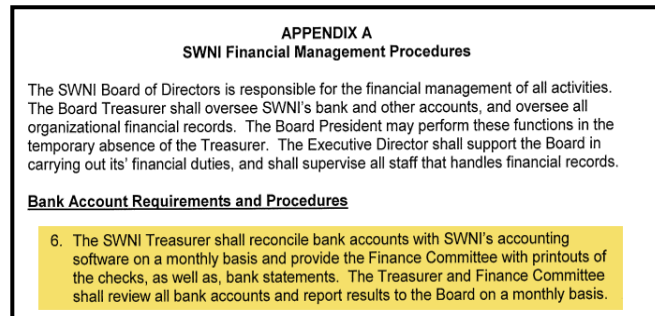 APPENDIX A
SWNI Financial Management Procedures
The SWNI Board of Directors is responsible for the financial management of all activities.
The Board Treasurer shall oversee SWNI's bank and other accounts, and oversee all
organizational financial records.  The Board President may perform these functions in the
temporary absence of the Treasurer.  The Executive Director shall support the Board in
carrying out its' financial duties, and shall supervise all staff that handles financial records.
Bank Account Requirements and Procedures
6.  The SWNI Treasurer shall reconcile bank accounts with SWNI's accounting
software on a monthly basis and provide the Finance Committee with printouts of
the checks, as well as, bank statements.  The Treasurer and Finance Committee
shall review all bank accounts and report results to the Board on a monthly basis.